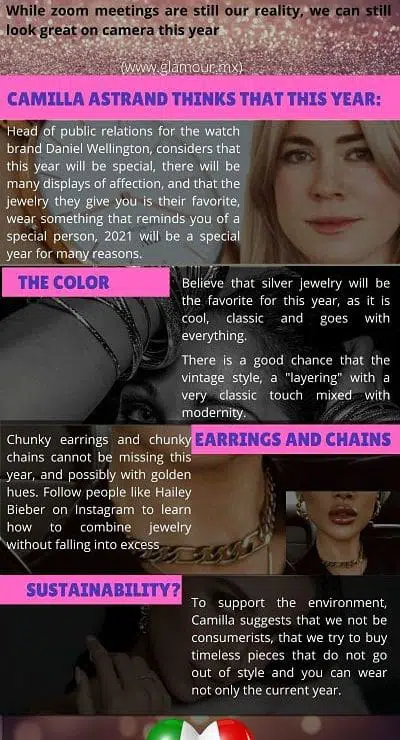 While zoom meetings are still our reality, we can still
look great on camera this year
(www.glamour.mx)
CAMILLA ASTRAND THINKS THAT THIS YEAR:
Head of public relations for the watch
brand Daniel Wellington, considers that
this year will be special, there will be
many displays of affection, and that the
jewelry they give you is their favorite,
wear something that reminds you of a
special person, 2021 will be a special
year for many reasons.
THE COLOR
Believe that silver jewelry will be
the favorite for this year, as it is
cool, classic and goes with
everything.
There is a good chance that the
vintage style, a "layering" with a
very classic touch mixed with
modernity.
EARRINGS AND CHAINS
Chunky earrings and chunky
chains cannot be missing this
year, and possibly with golden
hues. Follow people like Hailey
Bieber on Instagram to learn
how to combine jewelry
without falling into excess
SUSTAINABILITY?
To support the environment,
Camilla suggests that we not be
consumerists, that we try to buy
timeless pieces that do not go
out of style and you can wear
not only the current year.